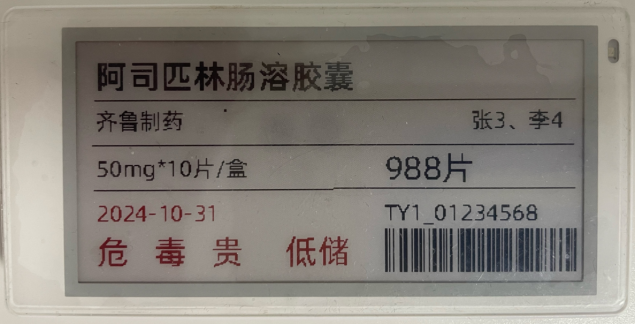 阿司匹林肠溶胶囊
齐鲁制药 张3、李4
50mg*10片/盒 988片
2024-10-31 TY1_01234568
危 毒 贵 低储